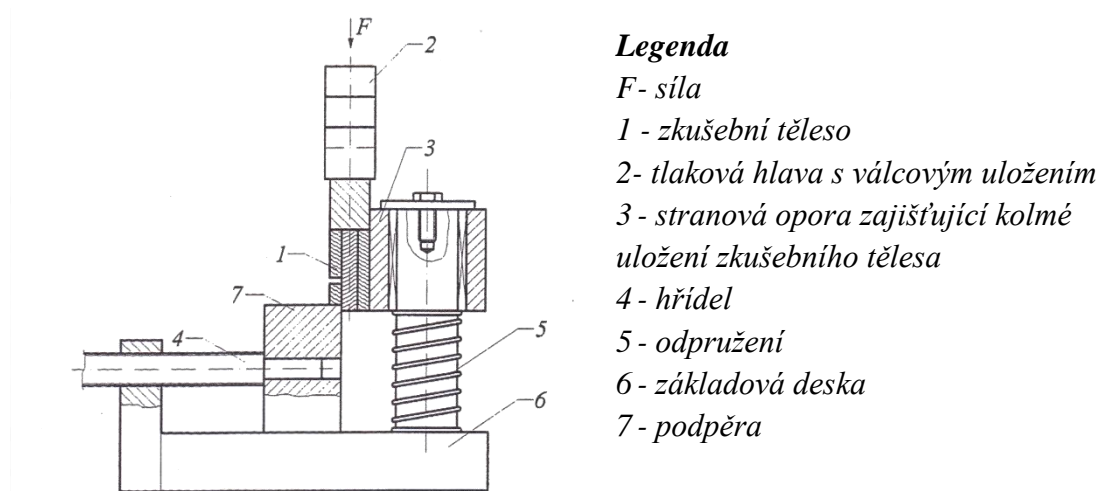 F
2
3
1
7
4
5
6
Legenda
F- síla
1 - zkušební těleso
2- tlaková hlava s válcovým uložením
3 - stranová opora zajišťující kolmé
uložení zkušebního tělesa
4 - hřídel
5 - odpružení
6 - základová deska
7 - podpěra